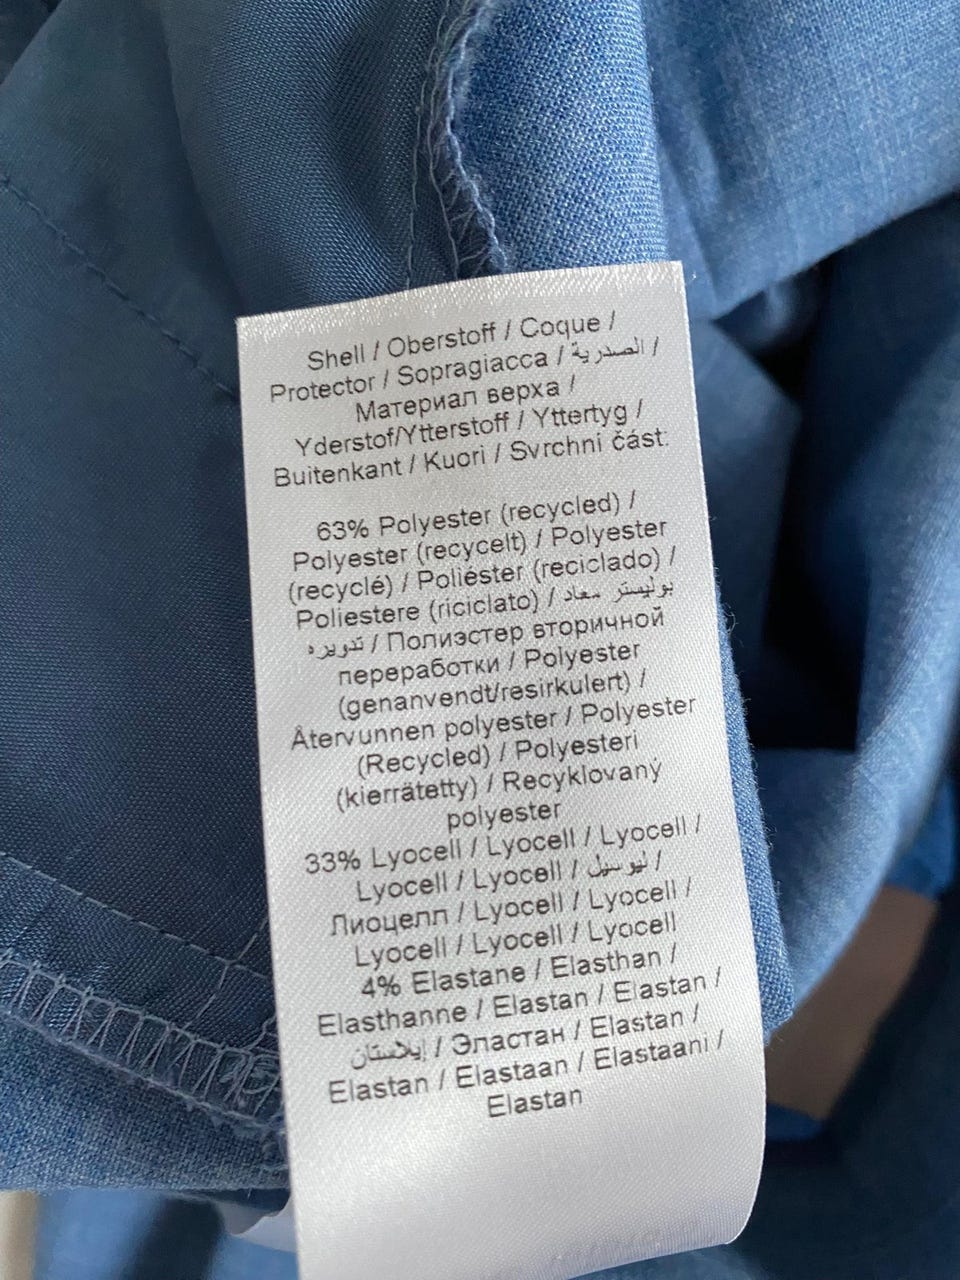 Shell / Oberstoff / Coque /
Protector / Sopragiacca / الصدرية /
Материал верха /
Yderstof/Ytterstoff / Yttertyg /
Buitenkant / Kuori / Svrchní část:
63% Polyester (recycled) /
Polyester (recycelt) / Polyester
(recyclé) / Poliéster (reciclado) /
Poliestere (riciclato) / بوليستر معاد
تدويره / Полиэстер вторичной
переработки / Polyester
(genanvendt/resirkulert) /
Återvunnen polyester / Polyester
(Recycled) / Polyesteri
(kierrätetty) / Recyklovaný
polyester
33% Lyocell / Lyocell / Lyocell /
Lyocell / Lyocell / ليوسيل /
Лиоцелл / Lyocell / Lyocell /
Lyocell / Lyocell / Lyocell
4% Elastane / Elasthan /
Elasthanne / Elastan / Elastan /
إيلاستان / Эластан / Elastan /
Elastan / Elastaan / Elastaani /
Elastan